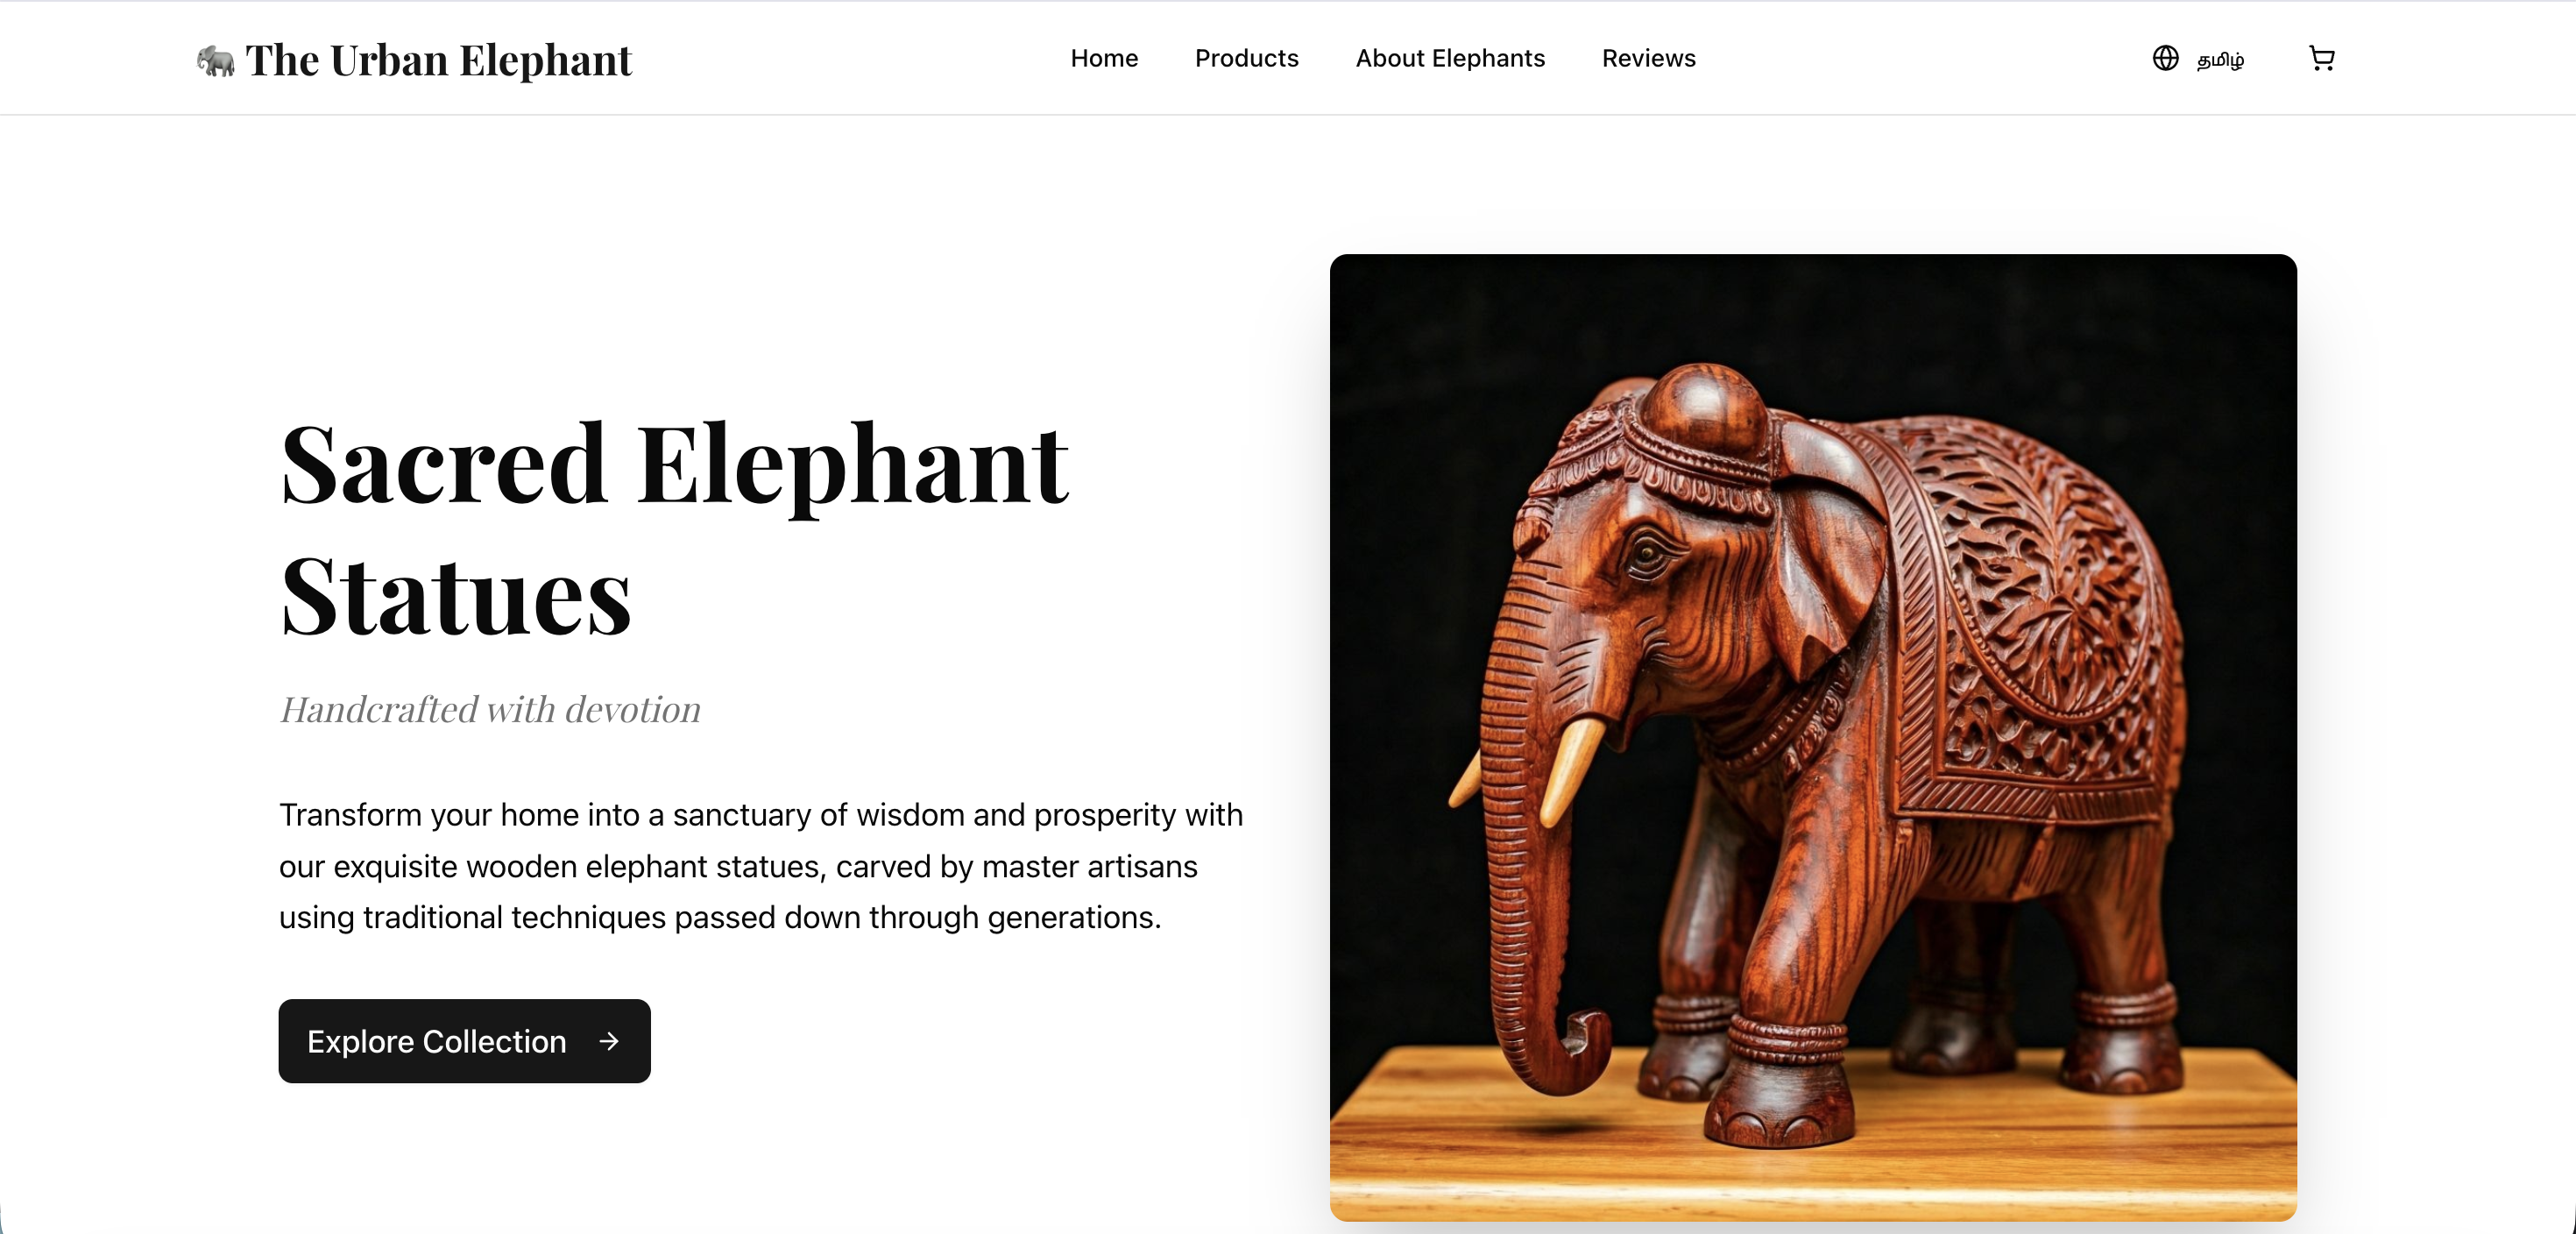 The Urban Elephant
Home
Products
About Elephants
Reviews
தமிழ்
Sacred Elephant
Statues
Handcrafted with devotion
Transform your home into a sanctuary of wisdom and prosperity with
our exquisite wooden elephant statues, carved by master artisans
using traditional techniques passed down through generations.
Explore Collection